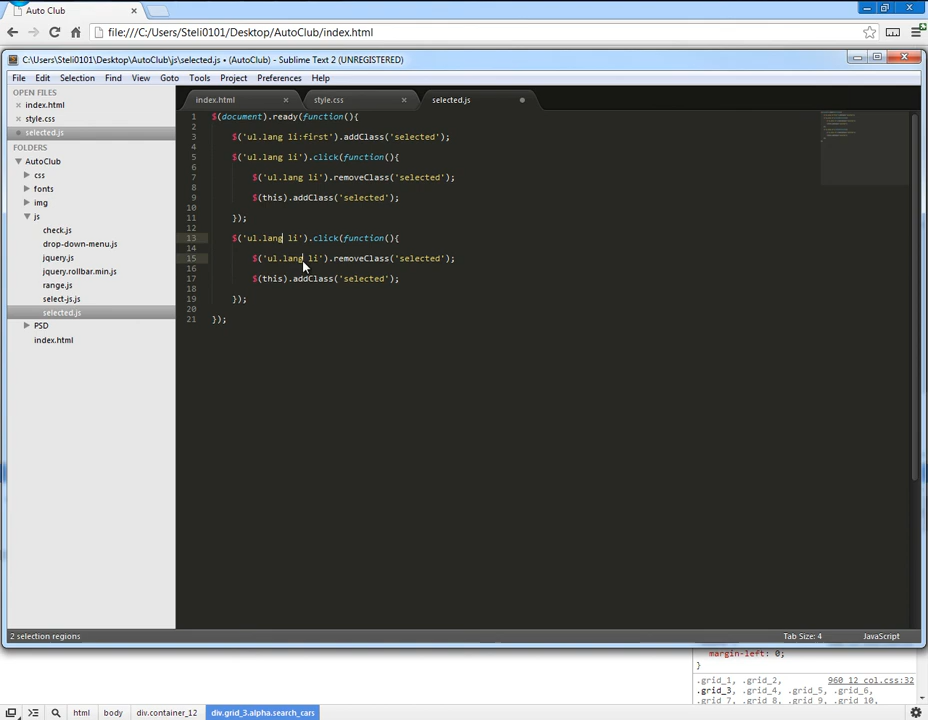 Auto Club
file:///C:/Users/Steli0101/Desktop/AutoClub/index.html
C:\Users\Steli0101\Desktop\AutoClub\js\selected.js • (AutoClub) - Sublime Text 2 (UNREGISTERED)
File Edit Selection Find View Goto Tools Project Preferences Help
OPEN FILES
index.html
style.css
selected.js
FOLDERS
AutoClub
css
fonts
img
js
check.js
drop-down-menu.js
jquery.js
jquery.rollbar.min.js
range.js
select-js.js
selected.js
PSD
index.html
index.html style.css selected.js
1 $(document).ready(function(){
2
3 $('ul.lang li:first').addClass('selected');
4
5 $('ul.lang li').click(function(){
6
7 $('ul.lang li').removeClass('selected');
8
9 $(this).addClass('selected');
10
11 });
12
13 $('ul.lang li').click(function(){
14
15 $('ul.lang li').removeClass('selected');
16
17 $(this).addClass('selected');
18
19 });
20
21 });
2 selection regions Tab Size: 4 JavaScript
margin-left: 0;
}
.grid_1, .grid_2, 960_12_col.css:32
.grid_3, .grid_4, .grid_5, .grid_6,
.grid_7, .grid_8, .grid_9, .grid_10,
html body div.container_12 div.grid_3.alpha.search_cars